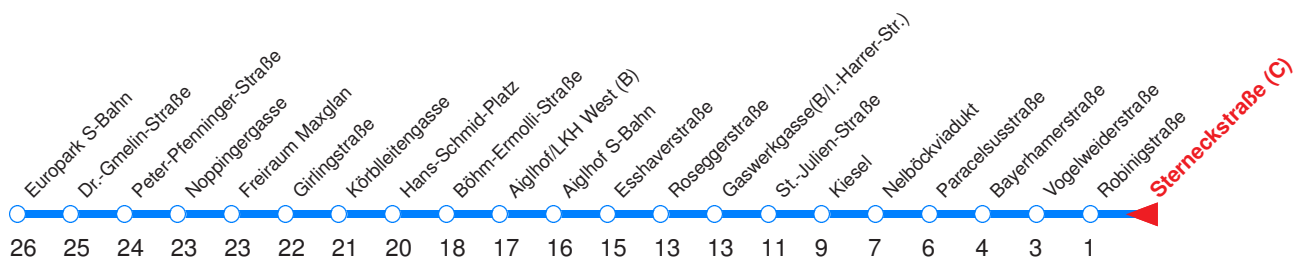 Europark S-Bahn
Dr.-Gmelin-Straße
Peter-Pfenninger-Straße
Noppingergasse
Freiraum Maxglan
Girlingstraße
Körblleitengasse
Hans-Schmid-Platz
Böhm-Ermolli-Straße
Aiglhof/LKH West (B)
Aiglhof S-Bahn
Esshaverstraße
Roseggerstraße
Gaswerkgasse(B/I.-Harrer-Str.)
St.-Julien-Straße
Kiesel
Nelböckviadukt
Paracelsusstraße
Bayerhamerstraße
Vogelweiderstraße
Robinigstraße
Sterneckstraße (C)
26 25 24 23 23 22 21 20 18 17 16 15 13 13 11 9 7 6 4 3 1